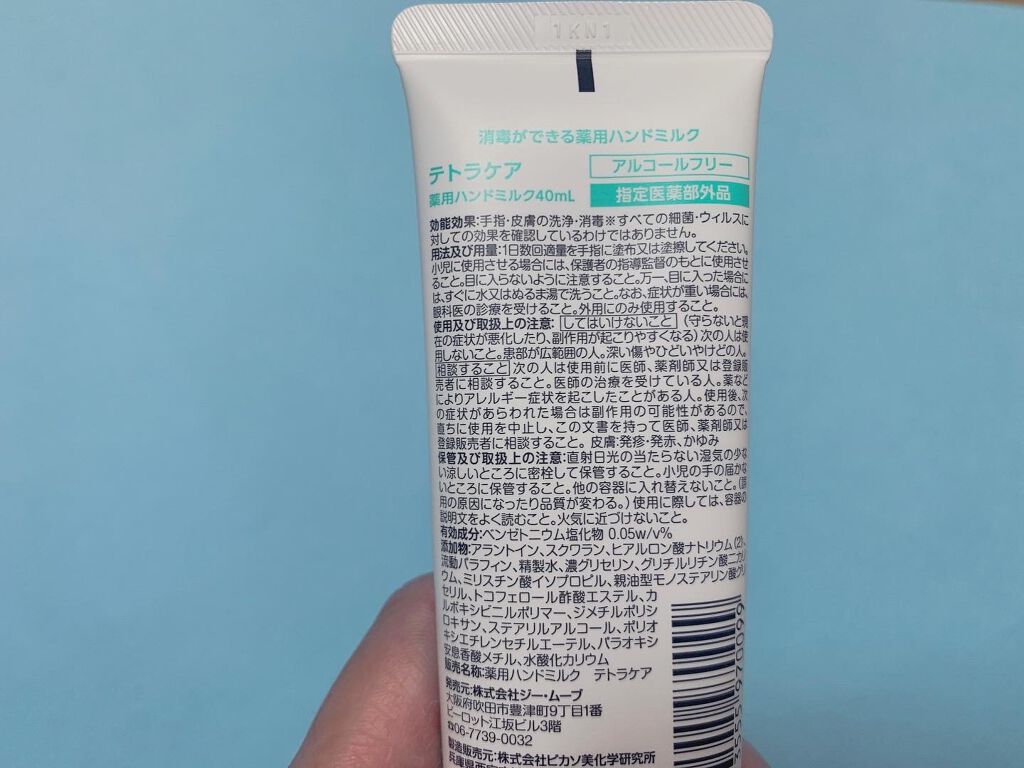 1KN1
消毒ができる薬用ハンドミルク
テトラケア
アルコールフリー
薬用ハンドミルク40mL
指定医薬部外品
効能効果:手指・皮膚の洗浄・消毒※すべての細菌・ウィルスに
対しての効果を確認しているわけではありません。
用法及び用量:1日数回適量を手指に塗布又は塗擦してください。
小児に使用させる場合には、保護者の指導監督のもとに使用させ
ること。目に入らないように注意すること。万一、目に入った場合に
は、すぐに水又はぬるま湯で洗うこと。なお、症状が重い場合には、
眼科医の診療を受けること。外用にのみ使用すること。
使用及び取扱上の注意: してはいけないこと (守らないと現
在の症状が悪化したり、副作用が起こりやすくなる)次の人は使
用しないこと。患部が広範囲の人。深い傷やひどいやけどの人。
相談すること 次の人は使用前に医師、薬剤師又は登録販
売者に相談すること。医師の治療を受けている人。薬など
によりアレルギー症状を起こしたことがある人。使用後、次
の症状があらわれた場合は副作用の可能性があるので、
直ちに使用を中止し、この文書を持って医師、薬剤師又は
登録販売者に相談すること。 皮膚:発疹・発赤、かゆみ
保管及び取扱上の注意:直射日光の当たらない湿気の少な
い涼しいところに密栓して保管すること。小児の手の届かな
いところに保管すること。他の容器に入れ替えないこと。(誤
用の原因になったり品質が変わる。)使用に際しては、容器の
説明文をよく読むこと。火気に近づけないこと。
有効成分:ベンゼトニウム塩化物 0.05w/v%
添加物:アラントイン、スクワラン、ヒアルロン酸ナトリウム(2)、
流動パラフィン、精製水、濃グリセリン、グリチルリチン酸二カリ
ウム、ミリスチン酸イソプロピル、親油型モノステアリン酸グリ
セリル、トコフェロール酢酸エステル、カ
ルボキシビニルポリマー、ジメチルポリシ
ロキサン、ステアリルアルコール、ポリオ
キシエチレンセチルエーテル、パラオキシ
安息香酸メチル、水酸化カリウム
販売名称:薬用ハンドミルク テトラケア
発売元:株式会社ジー・ムーブ
大阪府吹田市豊津町9丁目1番
ビーロット江坂ビル3階
☎06-7739-0032
製造販売元:株式会社ピカソ美化学研究所